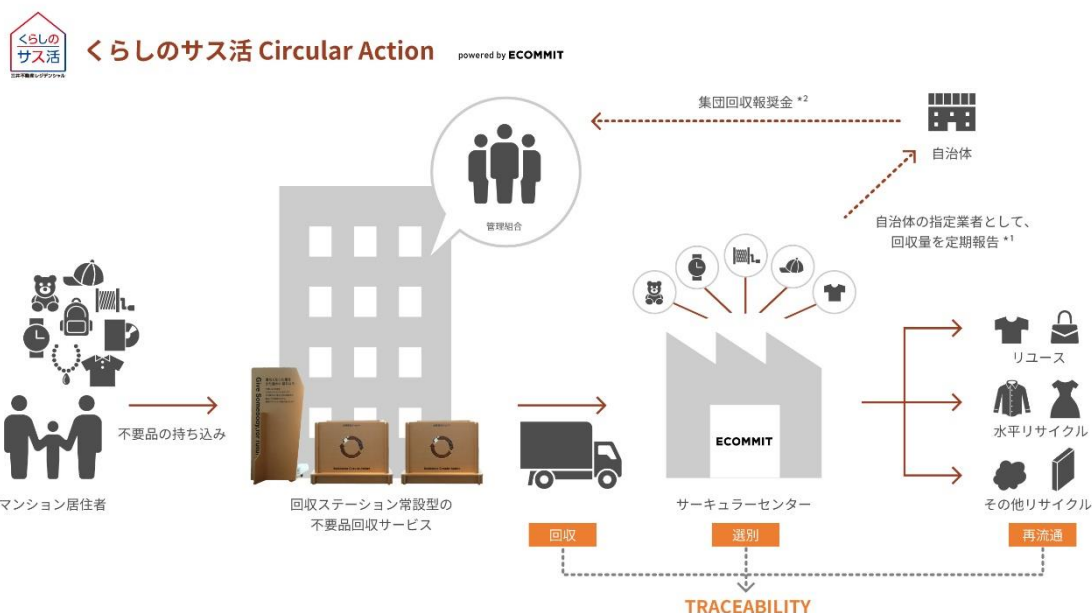 くらしの
サス活
三井不動産レジデンシャル
くらしのサス活 Circular Action
powered by ECOMMIT
集団回収報奨金 *2
自治体
管理組合
自治体の指定業者として、
回収量を定期報告 *1
不要品の持ち込み
マンション居住者
Give Something for new.
回収ステーション常設型の
不要品回収サービス
ECOMMIT
サーキュラーセンター
リユース
水平リサイクル
その他リサイクル
回収
選別
再流通
TRACEABILITY